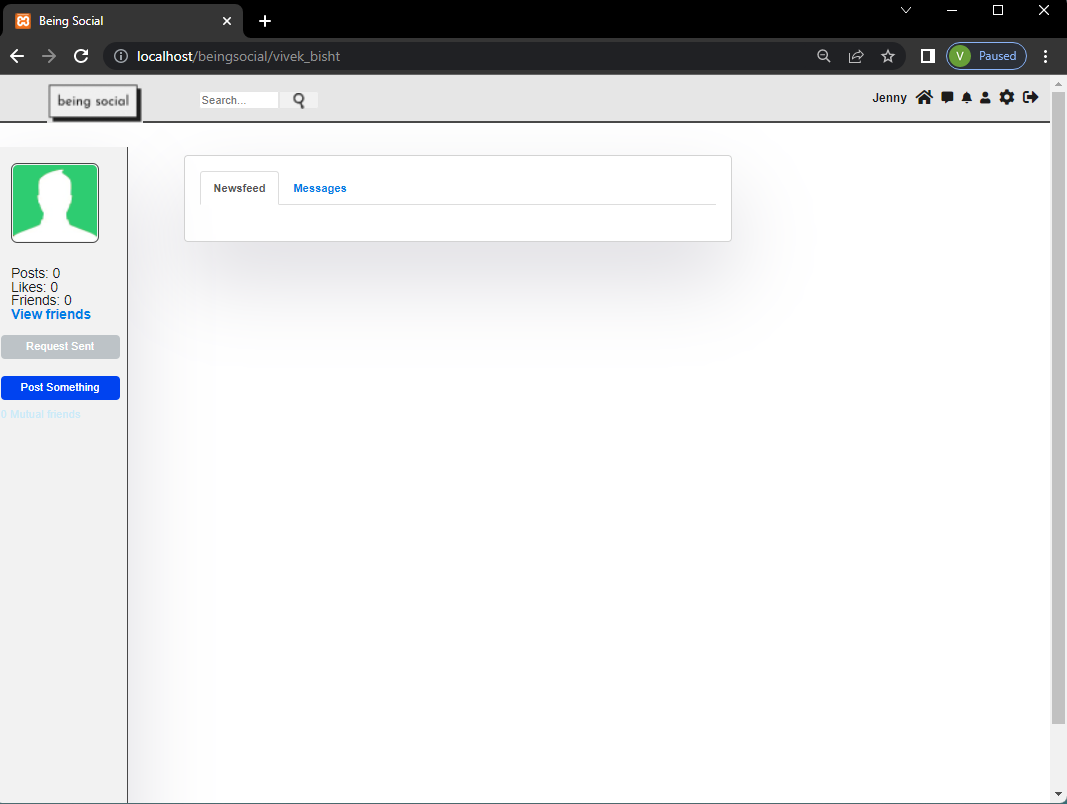 Being Social
localhost/beingsocial/vivek_bisht
V Paused
being social
Search...
Jenny
Newsfeed
Messages
Posts: 0
Likes: 0
Friends: 0
View friends
Request Sent
Post Something
0 Mutual friends